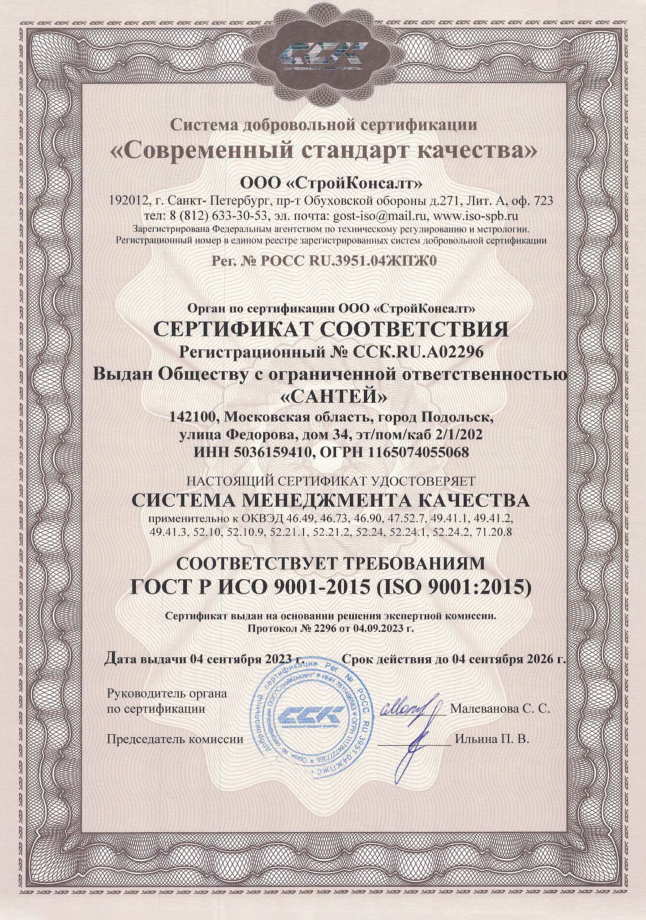 ССК
Система добровольной сертификации
«Современный стандарт качества»
ООО «СтройКонсалт»
192012, г. Санкт- Петербург, пр-т Обуховской обороны д.271, Лит. А, оф. 723
тел: 8 (812) 633-30-53, эл. почта: gost-iso@mail.ru, www.iso-spb.ru
Зарегистрирована Федеральным агентством по техническому регулированию и метрологии.
Регистрационный номер в едином реестре зарегистрированных систем добровольной сертификации
Рег. № РОСС RU.3951.04ЖПЖ0
Орган по сертификации ООО «СтройКонсалт»
СЕРТИФИКАТ СООТВЕТСТВИЯ
Регистрационный № ССК.RU.А02296
Выдан Обществу с ограниченной ответственностью
«САНТЕЙ»
142100, Московская область, город Подольск,
улица Федорова, дом 34, эт/пом/каб 2/1/202
ИНН 5036159410, ОГРН 1165074055068
НАСТОЯЩИЙ СЕРТИФИКАТ УДОСТОВЕРЯЕТ
СИСТЕМА МЕНЕДЖМЕНТА КАЧЕСТВА
применительно к ОКВЭД 46.49, 46.73, 46.90, 47.52.7, 49.41.1, 49.41.2,
49.41.3, 52.10, 52.10.9, 52.21.1, 52.21.2, 52.24, 52.24.1, 52.24.2, 71.20.8
СООТВЕТСТВУЕТ ТРЕБОВАНИЯМ
ГОСТ Р ИСО 9001-2015 (ISO 9001:2015)
Сертификат выдан на основании решения экспертной комиссии.
Протокол № 2296 от 04.09.2023 г.
Дата выдачи 04 сентября 2023 г. Срок действия до 04 сентября 2026 г.
Руководитель органа
по сертификации Малеванова С. С.
Председатель комиссии Ильина П. В.
ССК